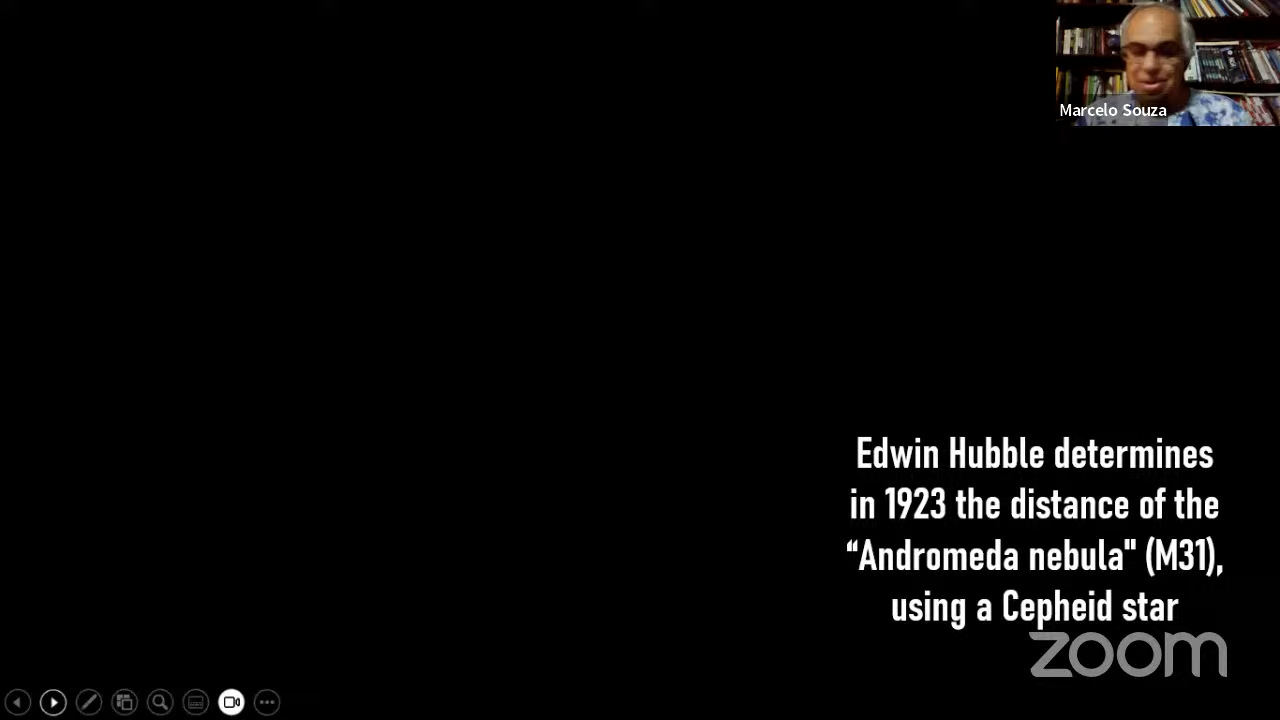 Marcelo Souza
Edwin Hubble determines
in 1923 the distance of the
“Andromeda nebula" (M31),
using a Cepheid star
zoom